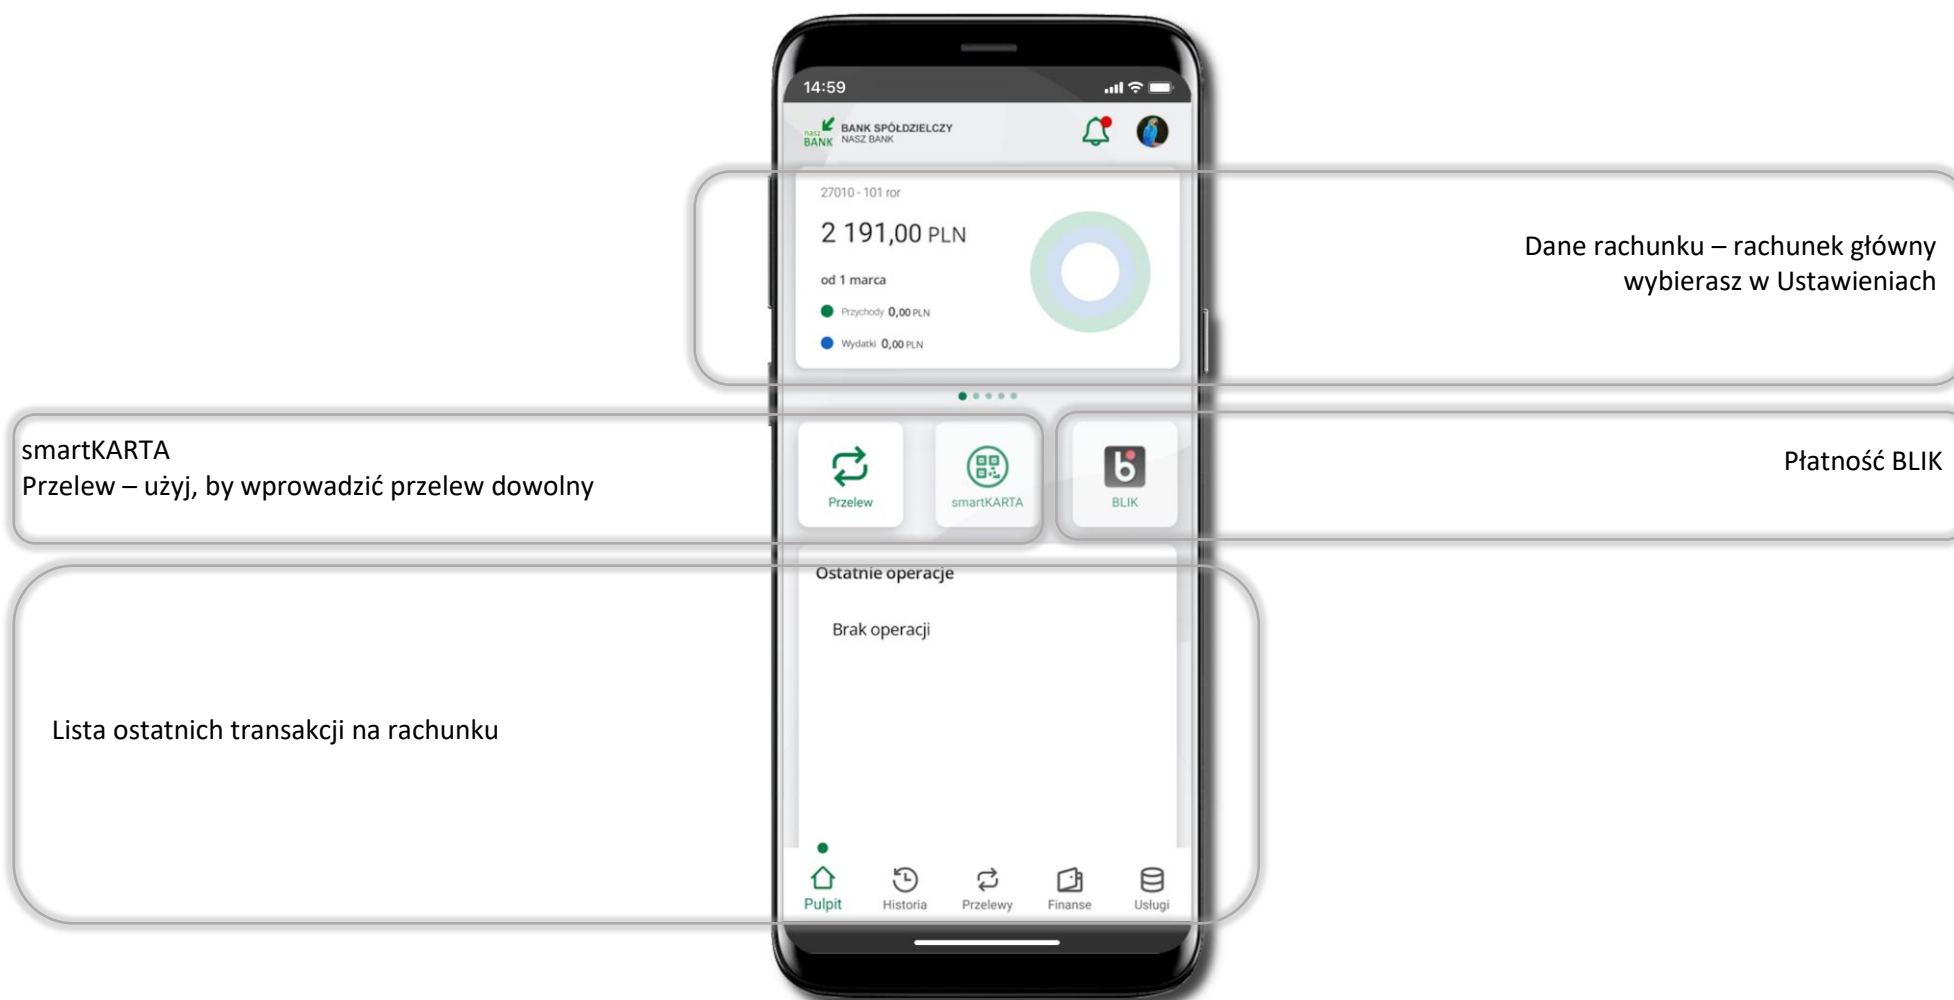 14:59
nasz
BANK
BANK SPÓŁDZIELCZY
NASZ BANK
27010 - 101 ror
2 191,00 PLN
od 1 marca
Przychody 0,00 PLN
Wydatki 0,00 PLN
Dane rachunku – rachunek główny
wybierasz w Ustawieniach
smartKARTA
Przelew – użyj, by wprowadzić przelew dowolny
Przelew
smartKARTA
BLIK
Płatność BLIK
Ostatnie operacje
Brak operacji
Lista ostatnich transakcji na rachunku
Pulpit
Historia
Przelewy
Finanse
Usługi